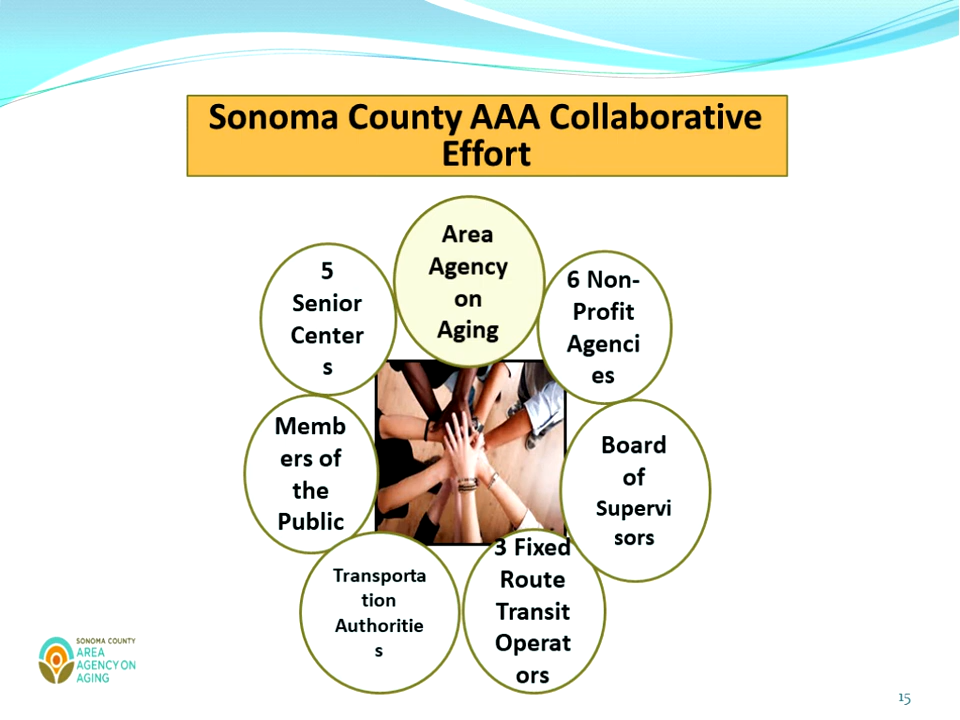 Sonoma County AAA Collaborative
Effort
Area
Agency
on
Aging
5
Senior
Center
s
6 Non-
Profit
Agenci
es
Memb
ers of
the
Public
Board
of
Supervi
sors
Transporta
tion
Authoritie
s
3 Fixed
Route
Transit
Operat
ors
SONOMA COUNTY
AREA
AGENCY ON
AGING
15